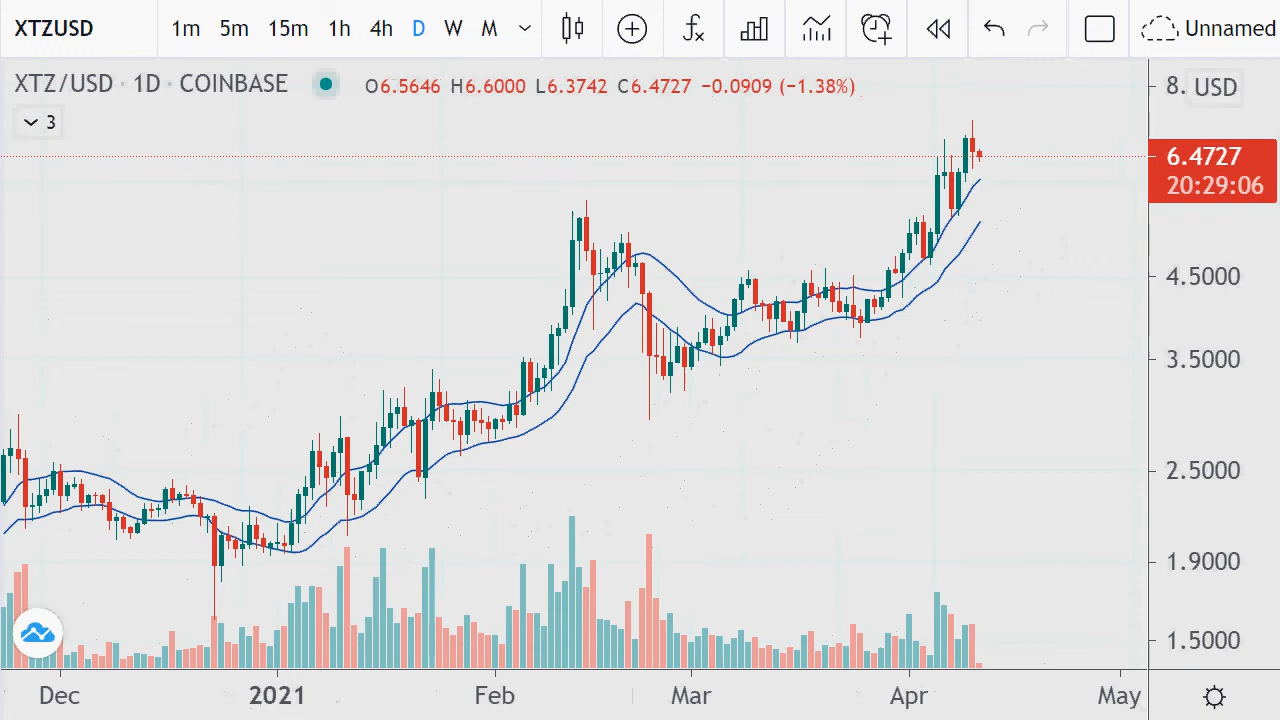 XTZUSD 1m 5m 15m 1h 4h D W M Unnamed
XTZ/USD · 1D · COINBASE O6.5646 H6.6000 L6.3742 C6.4727 −0.0909 (−1.38%)
8. USD
3
6.4727
20:29:06
4.5000
3.5000
2.5000
1.9000
1.5000
Dec 2021 Feb Mar Apr May